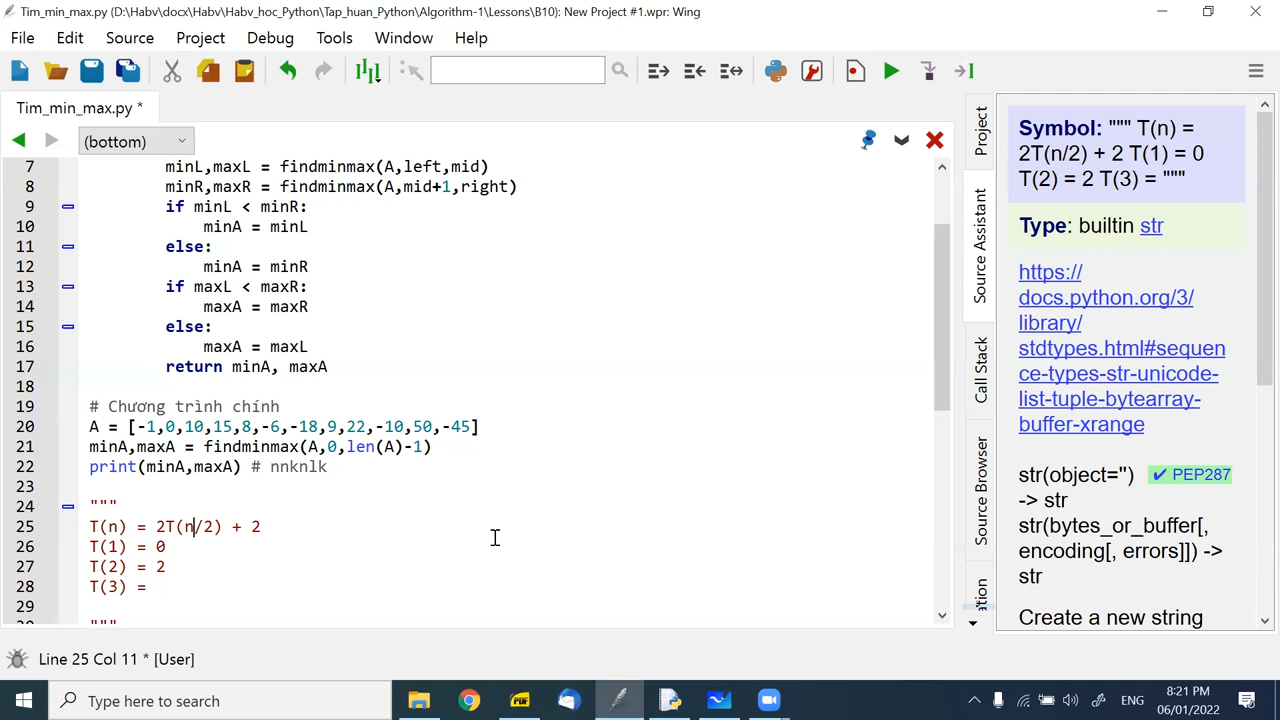 Tim_min_max.py (D:\Habv\docx\Habv\Habv_hoc_Python\Tap_huan_Python\Algorithm-1\Lessons\B10): New Project #1.wpr: Wing
File Edit Source Project Debug Tools Window Help
Tim_min_max.py *
(bottom)
7 minL,maxL = findminmax(A,left,mid)
8 minR,maxR = findminmax(A,mid+1,right)
9 if minL < minR:
10 minA = minL
11 else:
12 minA = minR
13 if maxL < maxR:
14 maxA = maxR
15 else:
16 maxA = maxL
17 return minA, maxA
18
19 # Chương trình chính
20 A = [-1,0,10,15,8,-6,-18,9,22,-10,50,-45]
21 minA,maxA = findminmax(A,0,len(A)-1)
22 print(minA,maxA) # nnknlk
23
24 """
25 T(n) = 2T(n/2) + 2
26 T(1) = 0
27 T(2) = 2
28 T(3) =
29
"""
Project
Source Assistant
Call Stack
Source Browser
Symbol: """ T(n) =
2T(n/2) + 2 T(1) = 0
T(2) = 2 T(3) = """
Type: builtin str
https://
docs.python.org/3/
library/
stdtypes.html#sequen
ce-types-str-unicode-
list-tuple-bytearray-
buffer-xrange
str(object='') ✔ PEP287
-> str
str(bytes_or_buffer[,
encoding[, errors]]) ->
str
Create a new string
Line 25 Col 11 * [User]
Type here to search
PDF
ENG
8:21 PM
06/01/2022